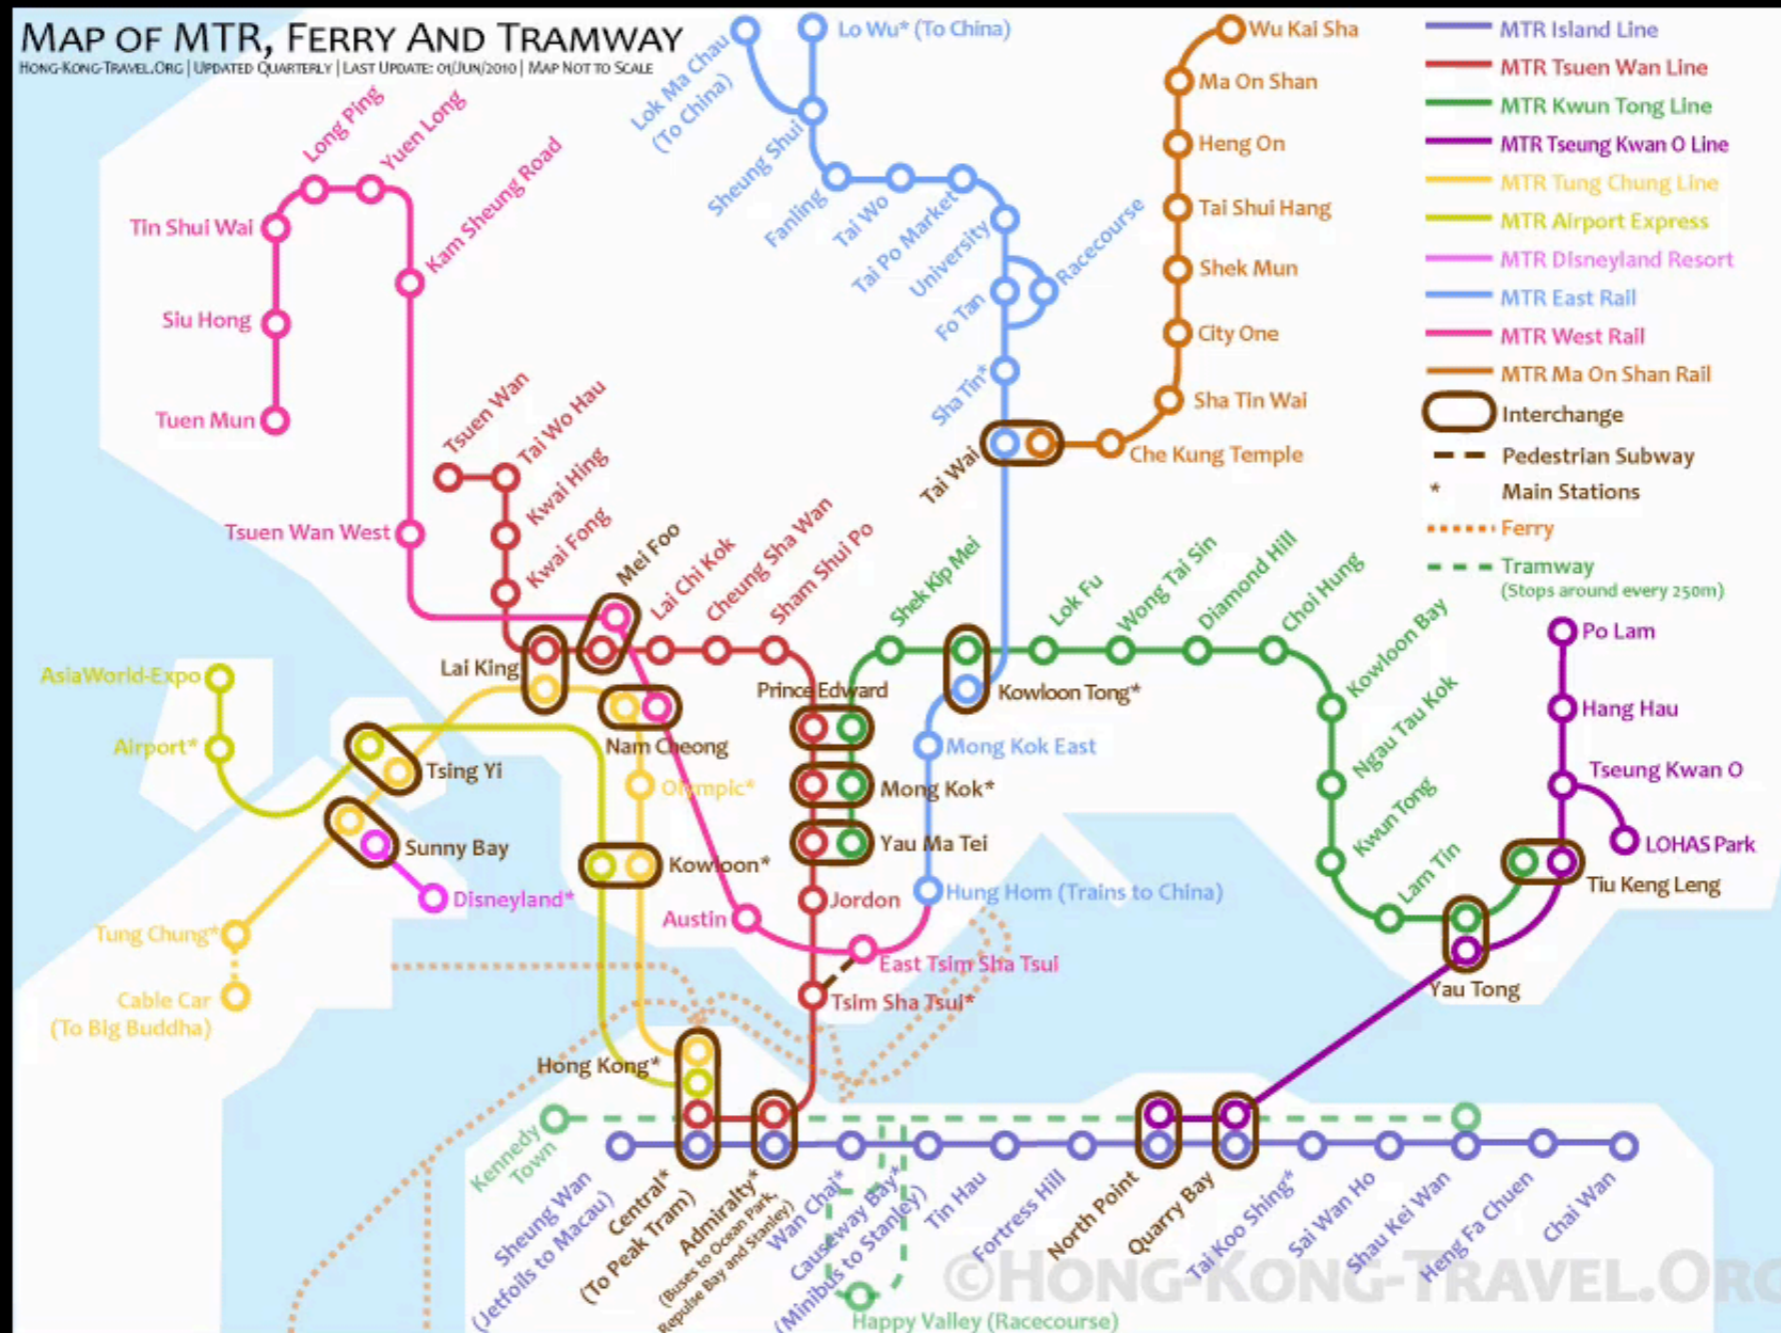 Map of MTR, Ferry And Tramway
Hong-Kong-Travel.Org | Updated Quarterly | Last Update: 01/Jun/2010 | Map Not to Scale
Lok Ma Chau
(To China)
Lo Wu* (To China)
Sheung Shui
Fanling
Tai Wo
Tai Po Market
University
Racecourse
Fo Tan
Sha Tin*
Tai Wai
Wu Kai Sha
Ma On Shan
Heng On
Tai Shui Hang
Shek Mun
City One
Sha Tin Wai
Che Kung Temple
MTR Island Line
MTR Tsuen Wan Line
MTR Kwun Tong Line
MTR Tseung Kwan O Line
MTR Tung Chung Line
MTR Airport Express
MTR Disneyland Resort
MTR East Rail
MTR West Rail
MTR Ma On Shan Rail
Interchange
Pedestrian Subway
* Main Stations
Ferry
Tramway
(Stops around every 250m)
Long Ping
Yuen Long
Kam Sheung Road
Tin Shui Wai
Siu Hong
Tuen Mun
Tsuen Wan West
Tsuen Wan
Tai Wo Hau
Kwai Hing
Kwai Fong
Mei Foo
Lai Chi Kok
Cheung Sha Wan
Sham Shui Po
Lai King
Prince Edward
Shek Kip Mei
Kowloon Tong*
Lok Fu
Wong Tai Sin
Diamond Hill
Choi Hung
Kowloon Bay
Ngau Tau Kok
Kwun Tong
Lam Tin
Po Lam
Hang Hau
Tseung Kwan O
LOHAS Park
Tiu Keng Leng
Yau Tong
AsiaWorld-Expo
Airport*
Tsing Yi
Sunny Bay
Disneyland*
Tung Chung*
Cable Car
(To Big Buddha)
Nam Cheong
Olympic*
Kowloon*
Mong Kok*
Yau Ma Tei
Jordon
Mong Kok East
Hung Hom (Trains to China)
Austin
East Tsim Sha Tsui
Tsim Sha Tsui*
Hong Kong*
Kennedy
Town
Sheung Wan
(Jetfoils to Macau)
Central*
(To Peak Tram)
Admiralty*
(Buses to Ocean Park,
Repulse Bay and Stanley)
Wan Chai*
Causeway Bay*
(Minibus to Stanley)
Tin Hau
Fortress Hill
North Point
Quarry Bay
Tai Koo Shing*
Sai Wan Ho
Shau Kei Wan
Heng Fa Chuen
Chai Wan
Happy Valley (Racecourse)
©Hong-Kong-Travel.Org